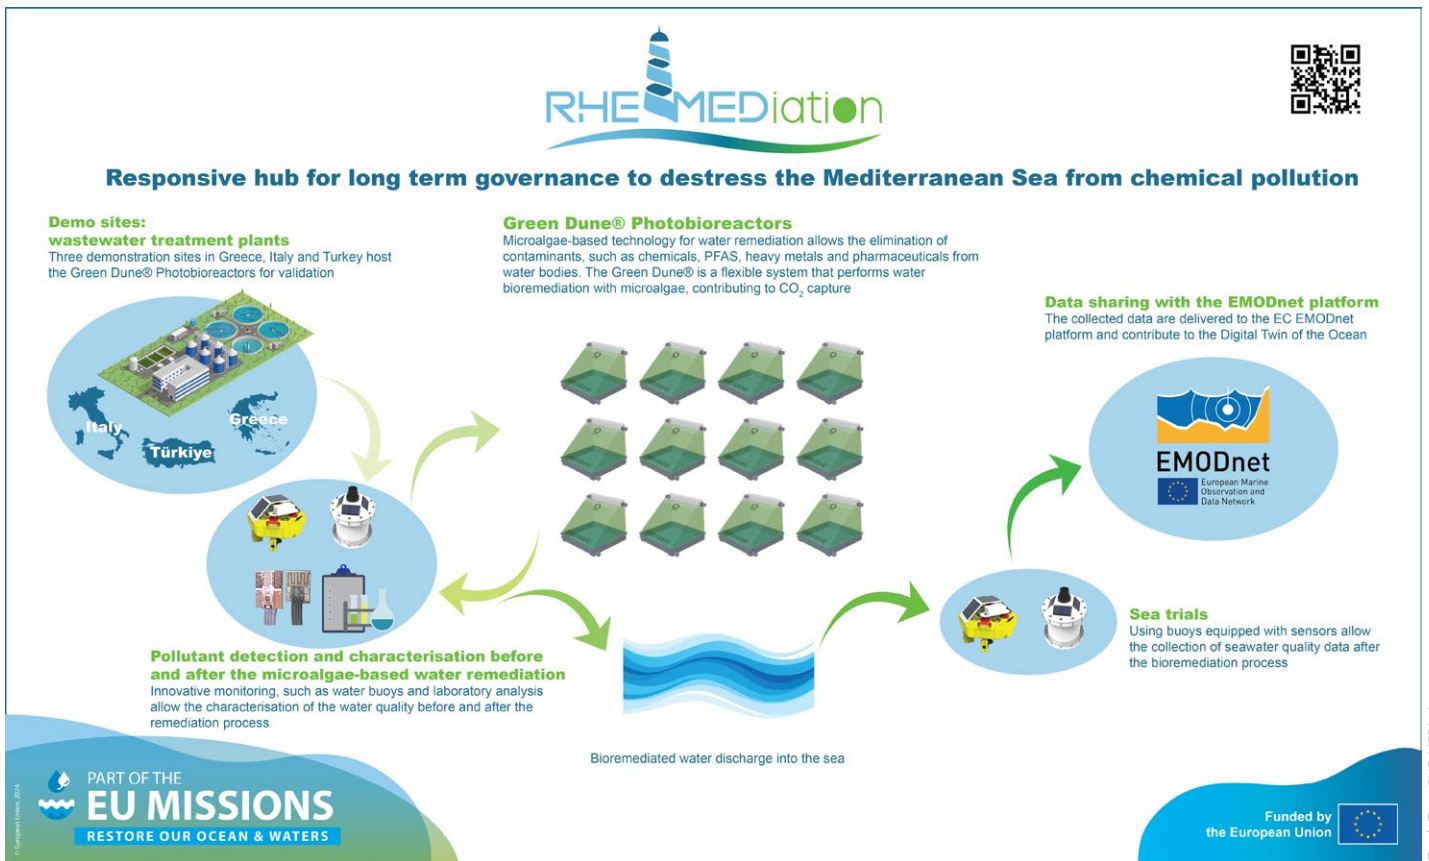 RHEMEDiation
Responsive hub for long term governance to destress the Mediterranean Sea from chemical pollution
Demo sites:
wastewater treatment plants
Three demonstration sites in Greece, Italy and Turkey host
the Green Dune® Photobioreactors for validation
Italy
Türkiye
Greece
Green Dune® Photobioreactors
Microalgae-based technology for water remediation allows the elimination of
contaminants, such as chemicals, PFAS, heavy metals and pharmaceuticals from
water bodies. The Green Dune® is a flexible system that performs water
bioremediation with microalgae, contributing to CO₂ capture
Data sharing with the EMODnet platform
The collected data are delivered to the EC EMODnet
platform and contribute to the Digital Twin of the Ocean
EMODnet
European Marine
Observation and
Data Network
Pollutant detection and characterisation before
and after the microalgae-based water remediation
Innovative monitoring, such as water buoys and laboratory analysis
allow the characterisation of the water quality before and after the
remediation process
Bioremediated water discharge into the sea
Sea trials
Using buoys equipped with sensors allow
the collection of seawater quality data after
the bioremediation process
© European Union, 2024
PART OF THE
EU MISSIONS
RESTORE OUR OCEAN & WATERS
Funded by
the European Union